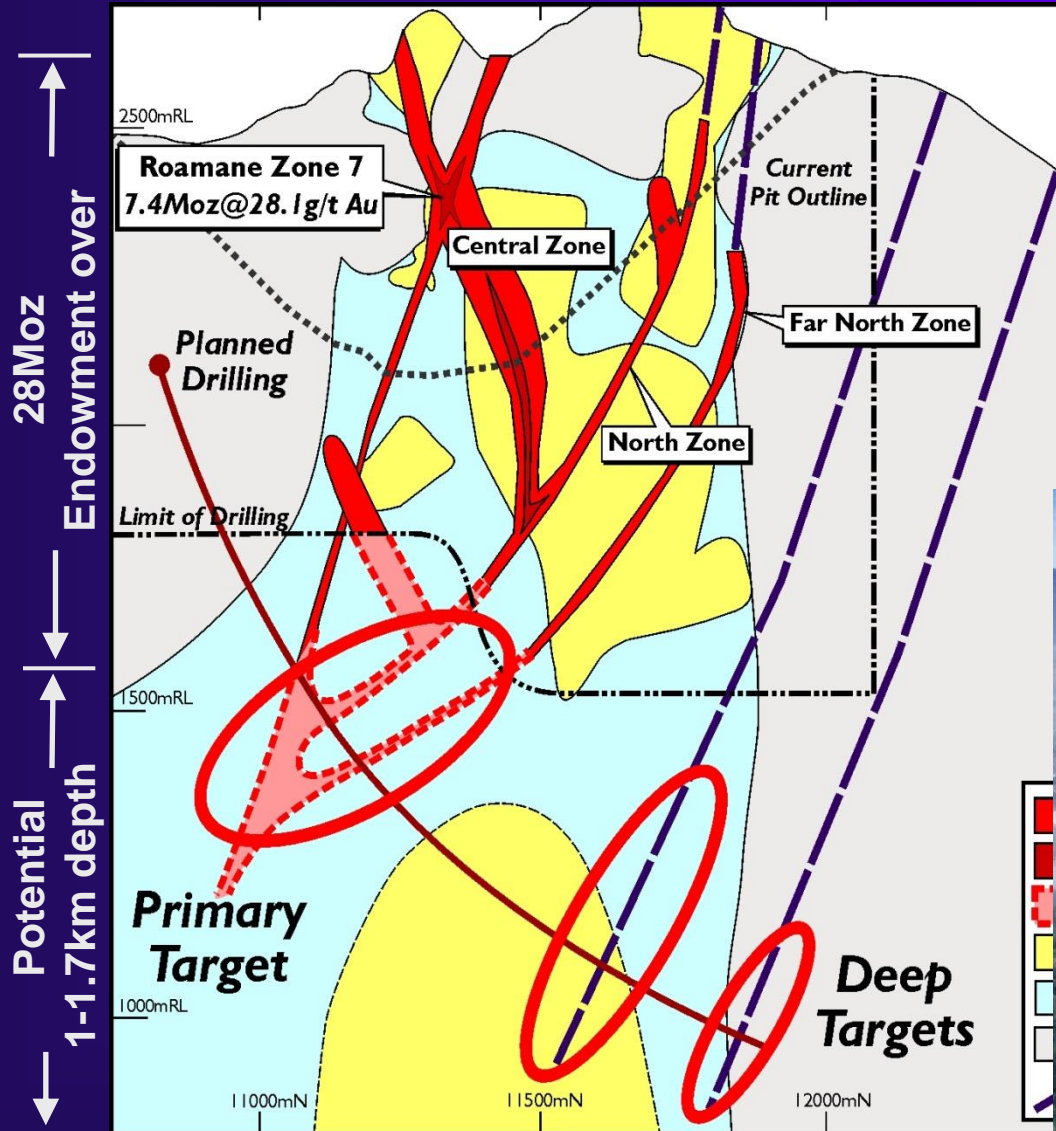 28Moz
Endowment over
Potential
1-1.7km depth
2500mRL
Roamane Zone 7
7.4Moz@28.1g/t Au
Central Zone
Current
Pit Outline
Far North Zone
Planned
Drilling
North Zone
Limit of Drilling
1500mRL
Primary
Target
Deep
Targets
1000mRL
11000mN
11500mN
12000mN